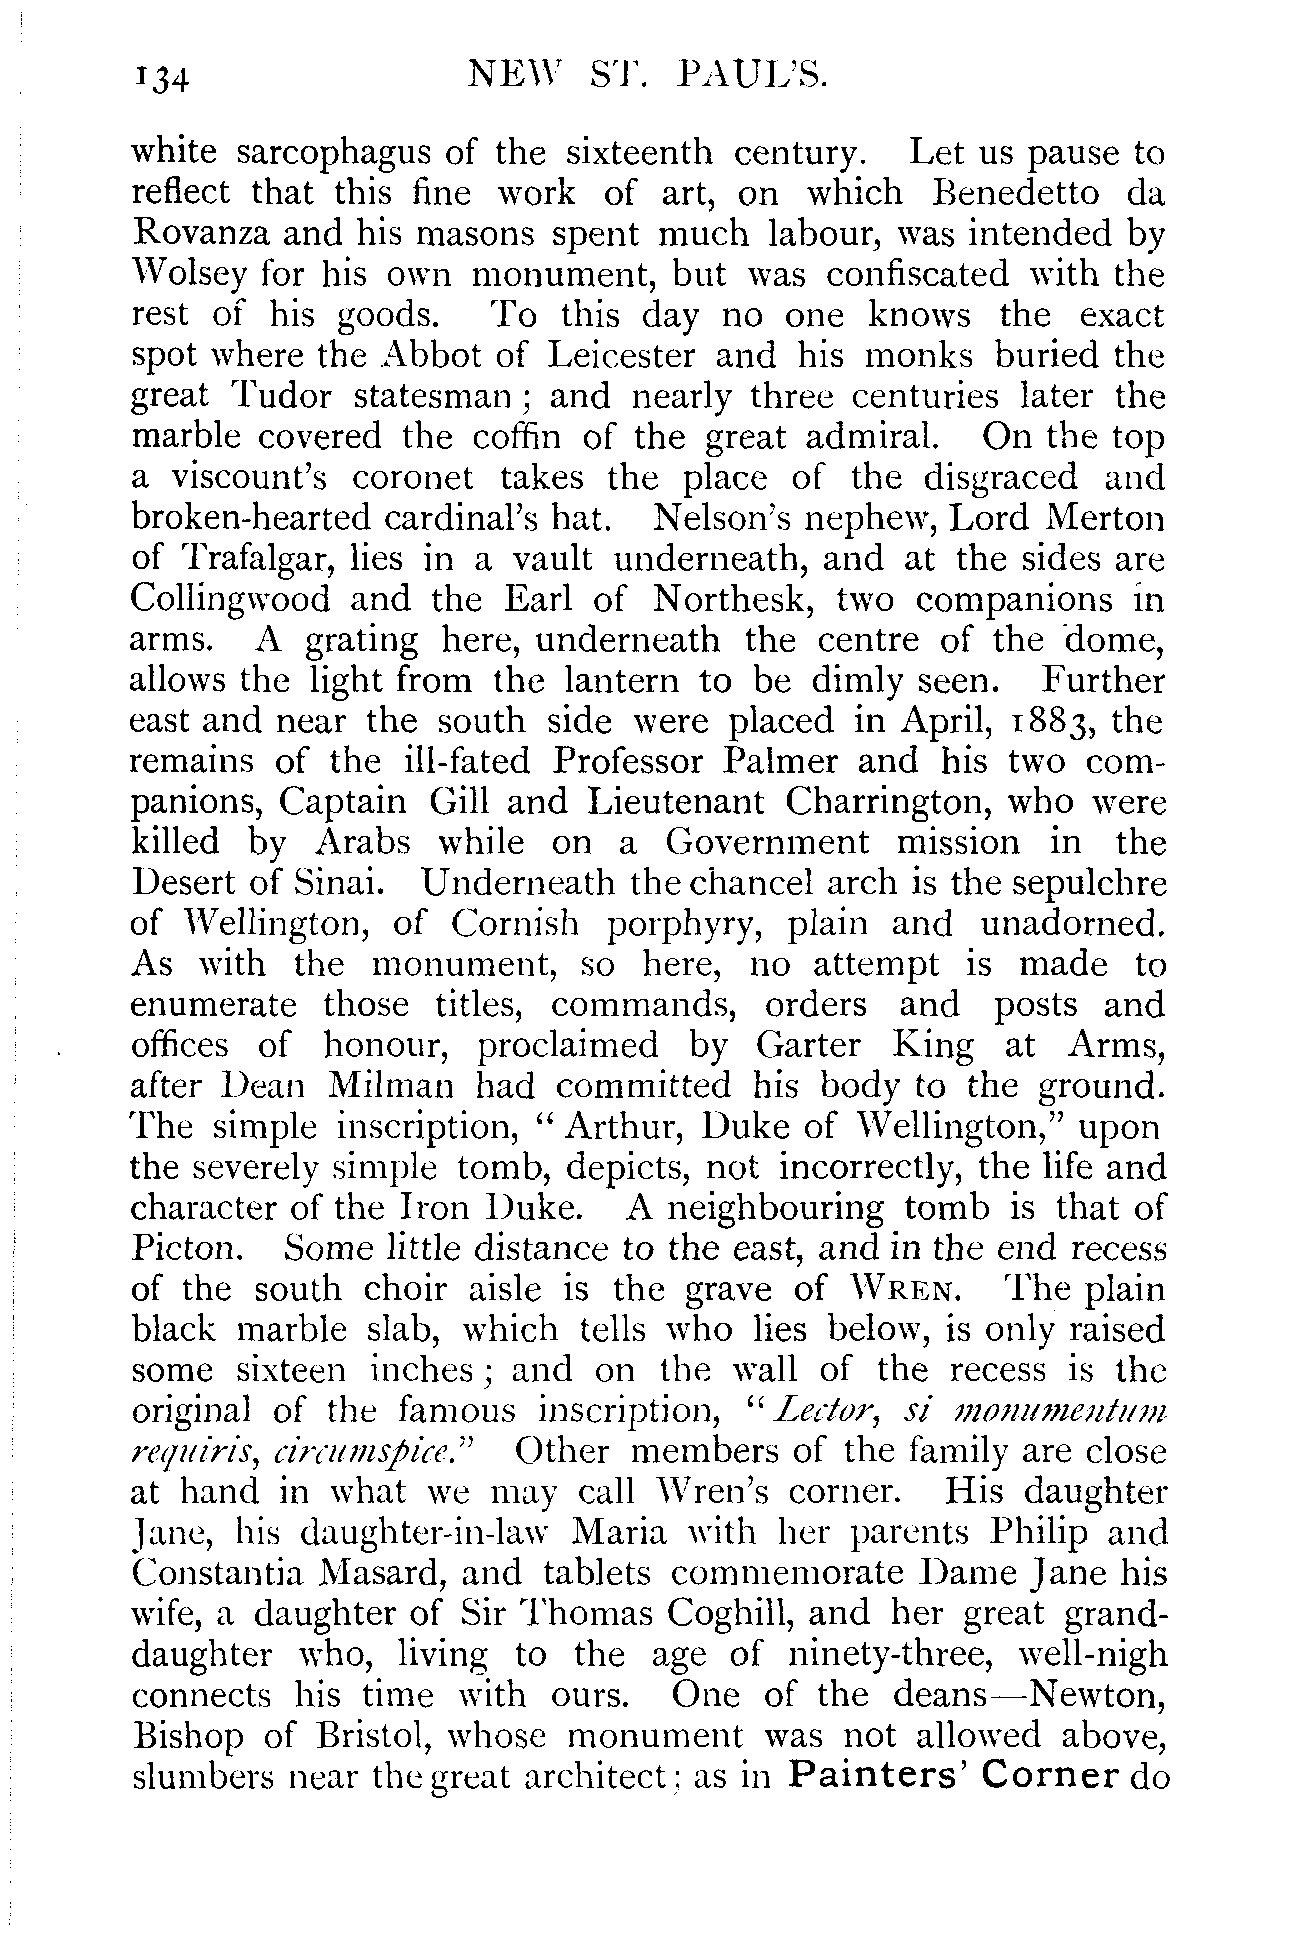 134 NEW ST. PAUL'S.
white sarcophagus of the sixteenth century. Let us pause to
reflect that this fine work of art, on which Benedetto da
Rovanza and his masons spent much labour, was intended by
Wolsey for his own monument, but was confiscated with the
rest of his goods. To this day no one knows the exact
spot where the Abbot of Leicester and his monks buried the
great Tudor statesman; and nearly three centuries later the
marble covered the coffin of the great admiral. On the top
a viscount's coronet takes the place of the disgraced and
broken-hearted cardinal's hat. Nelson's nephew, Lord Merton
of Trafalgar, lies in a vault underneath, and at the sides are
Collingwood and the Earl of Northesk, two companions in
arms. A grating here, underneath the centre of the dome,
allows the light from the lantern to be dimly seen. Further
east and near the south side were placed in April, 1883, the
remains of the ill-fated Professor Palmer and his two com-
panions, Captain Gill and Lieutenant Charrington, who were
killed by Arabs while on a Government mission in the
Desert of Sinai. Underneath the chancel arch is the sepulchre
of Wellington, of Cornish porphyry, plain and unadorned.
As with the monument, so here, no attempt is made to
enumerate those titles, commands, orders and posts and
offices of honour, proclaimed by Garter King at Arms,
after Dean Milman had committed his body to the ground.
The simple inscription, "Arthur, Duke of Wellington," upon
the severely simple tomb, depicts, not incorrectly, the life and
character of the Iron Duke. A neighbouring tomb is that of
Picton. Some little distance to the east, and in the end recess
of the south choir aisle is the grave of WREN. The plain
black marble slab, which tells who lies below, is only raised
some sixteen inches; and on the wall of the recess is the
original of the famous inscription, "Lector, si monumentum
requiris, circumspice." Other members of the family are close
at hand in what we may call Wren's corner. His daughter
Jane, his daughter-in-law Maria with her parents Philip and
Constantia Masard, and tablets commemorate Dame Jane his
wife, a daughter of Sir Thomas Coghill, and her great grand-
daughter who, living to the age of ninety-three, well-nigh
connects his time with ours. One of the deans—Newton,
Bishop of Bristol, whose monument was not allowed above,
slumbers near the great architect; as in Painters' Corner do